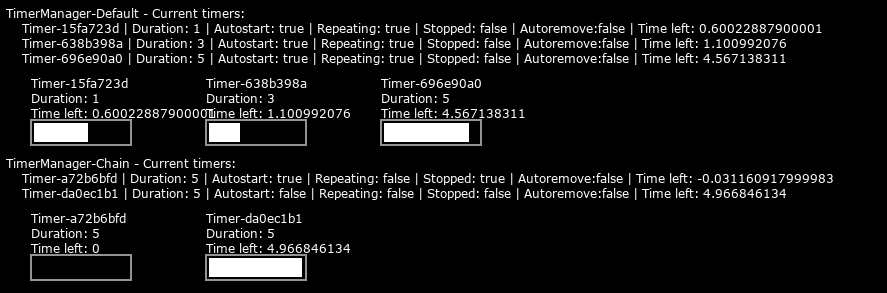 TimerManager-Default - Current timers:
Timer-15fa723d | Duration: 1 | Autostart: true | Repeating: true | Stopped: false | Autoremove:false | Time left: 0.60022887900001
Timer-638b398a | Duration: 3 | Autostart: true | Repeating: true | Stopped: false | Autoremove:false | Time left: 1.100992076
Timer-696e90a0 | Duration: 5 | Autostart: true | Repeating: true | Stopped: false | Autoremove:false | Time left: 4.567138311
Timer-15fa723d Timer-638b398a Timer-696e90a0
Duration: 1 Duration: 3 Duration: 5
Time left: 0.60022887900001 Time left: 1.100992076 Time left: 4.567138311
TimerManager-Chain - Current timers:
Timer-a72b6bfd | Duration: 5 | Autostart: true | Repeating: false | Stopped: true | Autoremove:false | Time left: -0.031160917999983
Timer-da0ec1b1 | Duration: 5 | Autostart: false | Repeating: false | Stopped: false | Autoremove:false | Time left: 4.966846134
Timer-a72b6bfd Timer-da0ec1b1
Duration: 5 Duration: 5
Time left: 0 Time left: 4.966846134